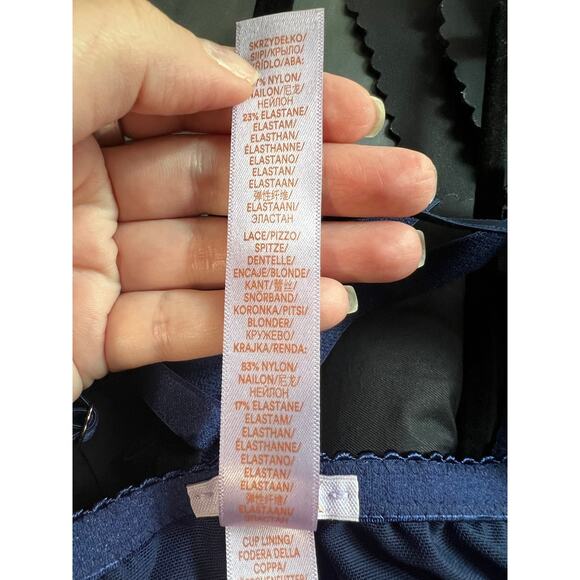 SKRZYDEŁKO/
SIIPI/КРЫЛО/
ABA:
NYLON/
NAILON/尼龙/
НЕЙЛОН
23% ELASTANE/
ELASTAM/
ELASTHAN/
ÉLASTHANNE/
ELASTANO/
ELASTAN/
ELASTAAN/
弹性纤维/
ELASTAANI/
ЭЛАСТАН
LACE/PIZZO/
SPITZE/
DENTELLE/
ENCAJE/BLONDE/
KANT/蕾丝/
SNÖRBAND/
KORONKA/PITSI/
BLONDER/
КРУЖЕВО/
KRAJKA/RENDA:
83% NYLON/
NAILON/尼龙/
НЕЙЛОН
17% ELASTANE/
ELASTAM/
ELASTHAN/
ÉLASTHANNE/
ELASTANO/
ELASTAN/
ELASTAAN/
弹性纤维/
ELASTAANI/
ЭЛАСТАН
CUP LINING/
FODERA DELLA
COPPA/